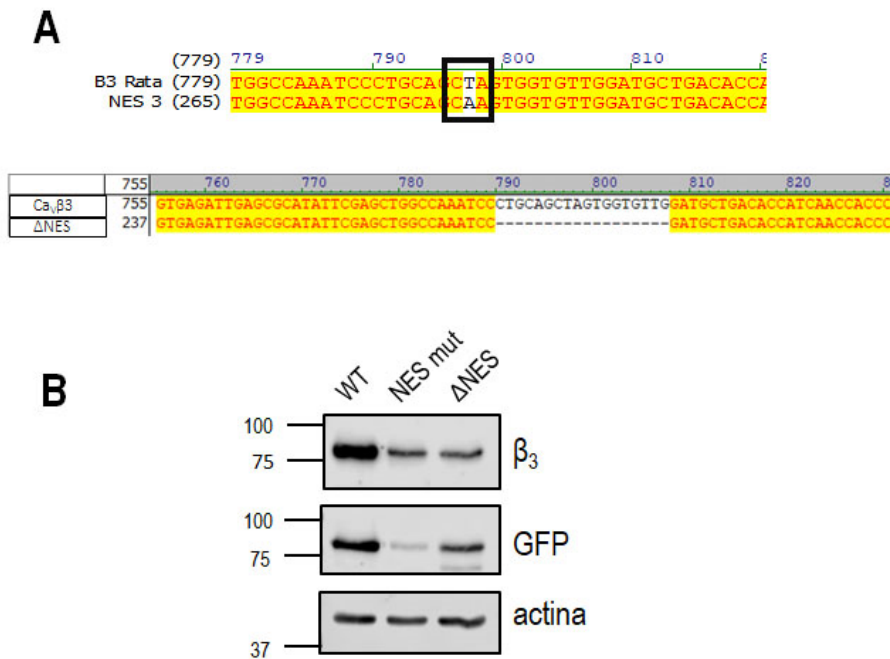 A
(779) 779 790 800 810 8
B3 Rata (779) TGGCCAAATCCCTGCAGCTAGTGGTGTTGGATGCTGACACCA
NES 3 (265) TGGCCAAATCCCTGCAGCAAGTGGTGTTGGATGCTGACACCA
755 760 770 780 790 800 810 820 8
CaVβ3 755 GTGAGATTGAGCGCATATTCGAGCTGGCCAAATCCCTGCAGCTAGTGGTGTTGGATGCTGACACCATCAACCACCC
ΔNES 237 GTGAGATTGAGCGCATATTCGAGCTGGCCAAATCC------------------GATGCTGACACCATCAACCACCC
B
WT NES mut ΔNES
100
75
β3
100
75
GFP
actina
37